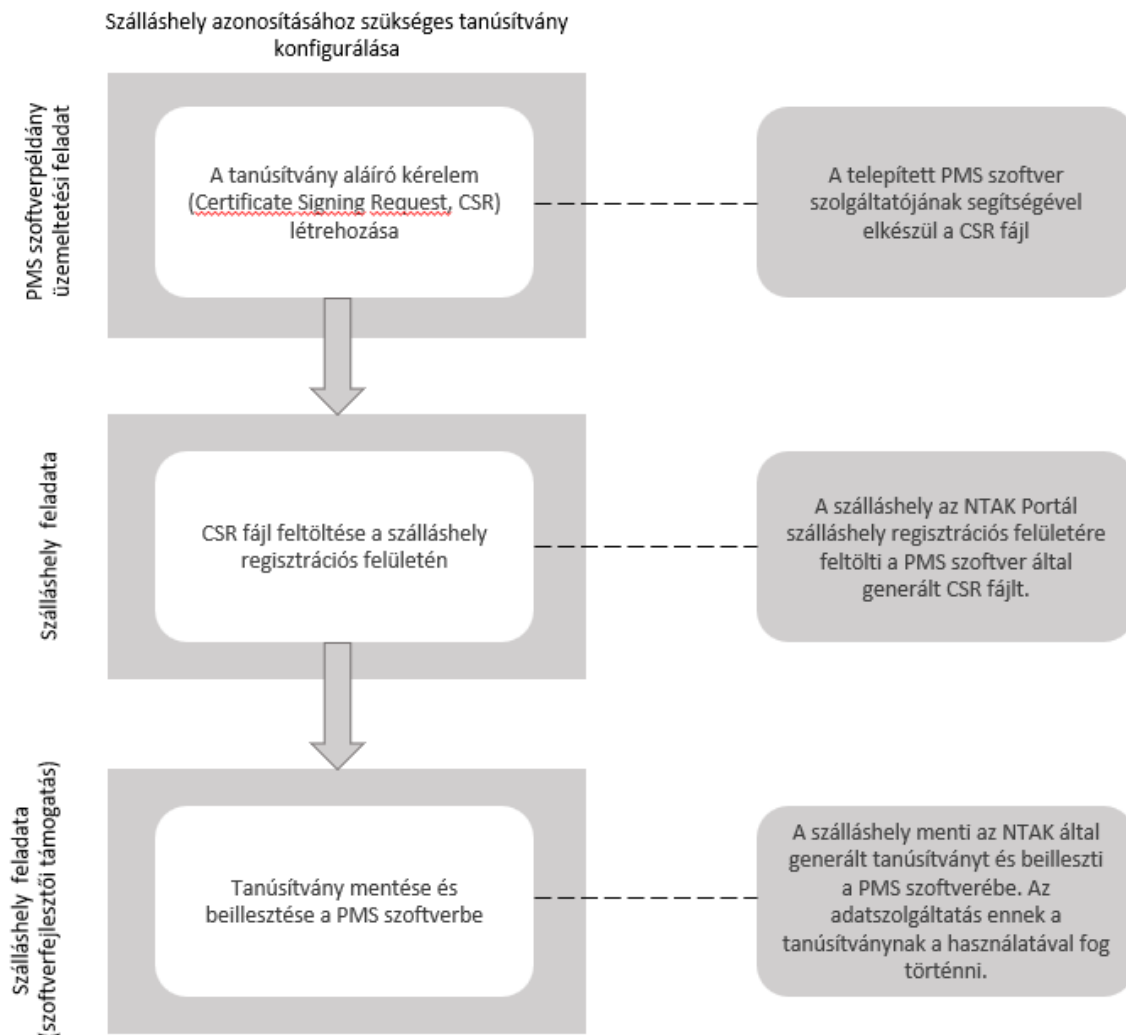 Szálláshely azonosításához szükséges tanúsítvány
konfigurálása
PMS szoftverpéldány
üzemeltetési feladat
A tanúsítvány aláíró kérelem
(Certificate Signing Request, CSR)
létrehozása
A telepített PMS szoftver
szolgáltatójának segítségével
elkészül a CSR fájl
Szálláshely feladata
CSR fájl feltöltése a szálláshely
regisztrációs felületén
A szálláshely az NTAK Portál
szálláshely regisztrációs felületére
feltölti a PMS szoftver által
generált CSR fájlt.
Szálláshely feladata
(szoftverfejlesztői támogatás)
Tanúsítvány mentése és
beillesztése a PMS szoftverbe
A szálláshely menti az NTAK által
generált tanúsítványt és beilleszti
a PMS szoftverébe. Az
adatszolgáltatás ennek a
tanúsítványnak a használatával fog
történni.